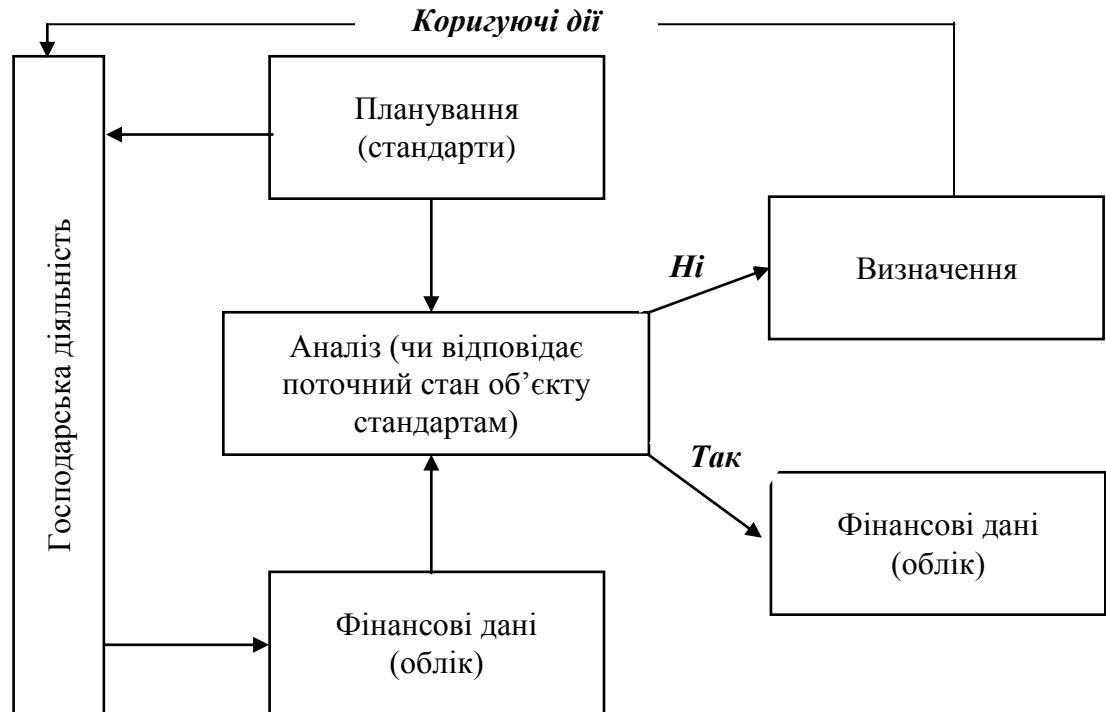 Коригуючі дії
Планування
(стандарти)
Господарська діяльність
Ні
Визначення
Аналіз (чи відповідає
поточний стан об’єкту
стандартам)
Так
Фінансові дані
(облік)
Фінансові дані
(облік)